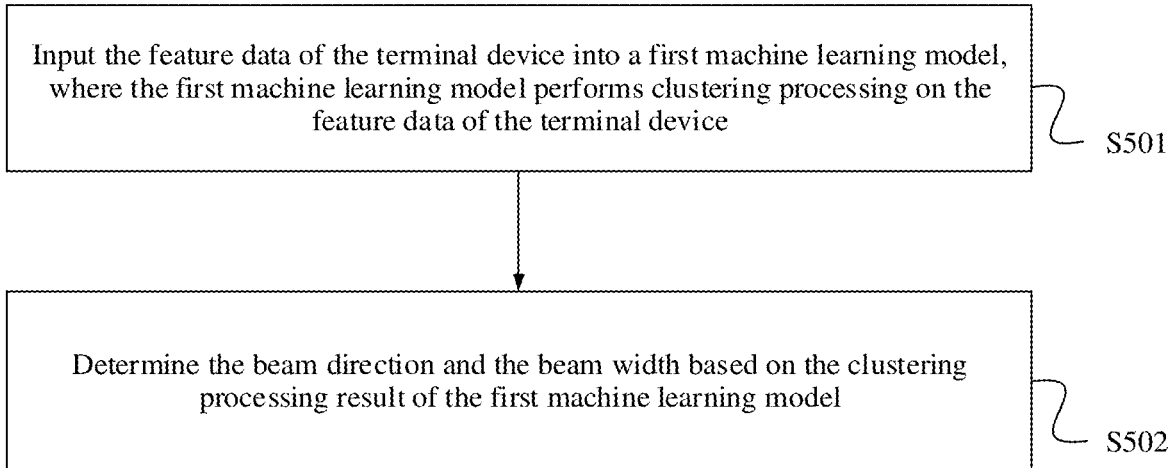 Input the feature data of the terminal device into a first machine learning model,
where the first machine learning model performs clustering processing on the
feature data of the terminal device
S501
Determine the beam direction and the beam width based on the clustering
processing result of the first machine learning model
S502